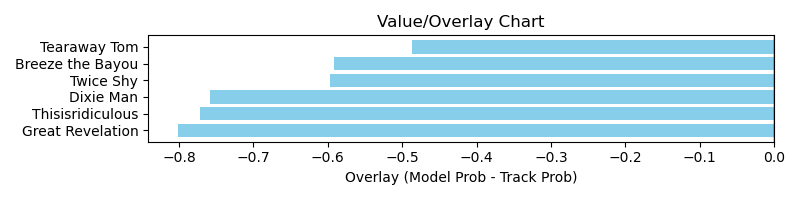 Value/Overlay Chart
Tearaway Tom
Breeze the Bayou
Twice Shy
Dixie Man
Thisisridiculous
Great Revelation
−0.8 −0.7 −0.6 −0.5 −0.4 −0.3 −0.2 −0.1 0.0
Overlay (Model Prob - Track Prob)